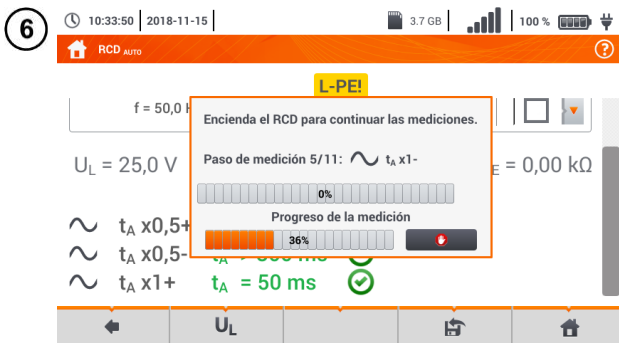 6
10:33:50 2018-11-15 3.7 GB 100 %
RCD AUTO ?
L-PE!
f = 50,0 H
Encienda el RCD para continuar las mediciones.
Paso de medición 5/11: tA x1-
UL = 25,0 V
E = 0,00 kΩ
0%
Progreso de la medición
36%
tA x0,5+
tA x0,5-
tA x1+ tA = 50 ms
UL